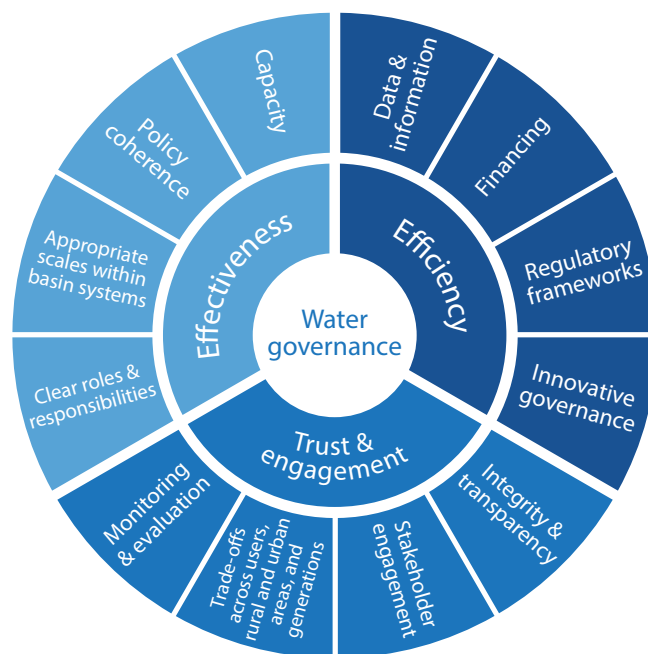 Water
governance
Effectiveness
Efficiency
Trust &
engagement
Capacity
Data &
information
Financing
Regulatory
frameworks
Innovative
governance
Integrity &
transparency
Stakeholder
engagement
Trade-offs
across users,
rural and urban
areas, and
generations
Monitoring
& evaluation
Clear roles &
responsibilities
Appropriate
scales within
basin systems
Policy
coherence